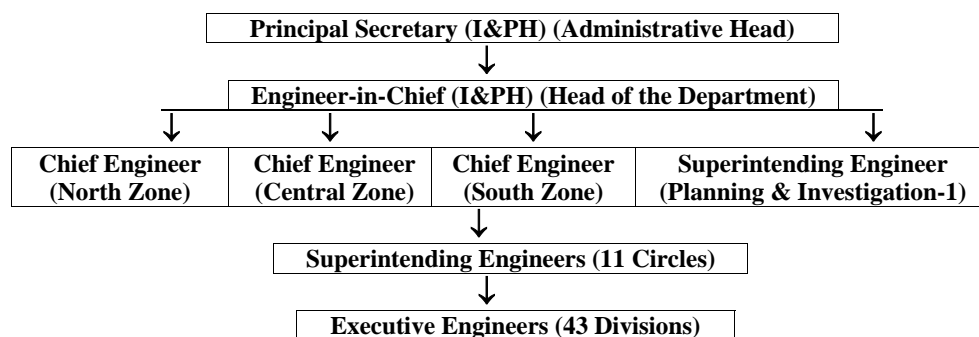 Principal Secretary (I&PH) (Administrative Head)
Engineer-in-Chief (I&PH) (Head of the Department)
Chief Engineer
(North Zone)
Chief Engineer
(Central Zone)
Chief Engineer
(South Zone)
Superintending Engineer
(Planning & Investigation-1)
Superintending Engineers (11 Circles)
Executive Engineers (43 Divisions)